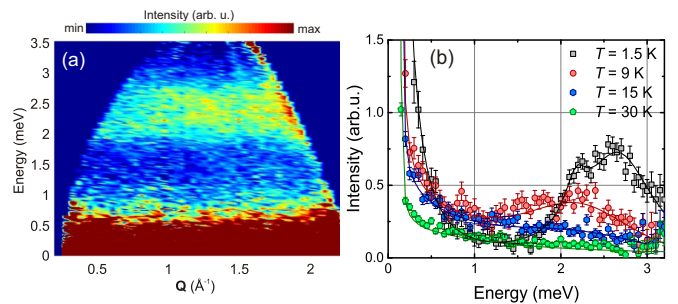 Intensity (arb. u.)
min max
(a)
3.5
3
2.5
2
1.5
1
0.5
0
Energy (meV)
0.5 1 1.5 2
Q (Å⁻¹)
(b)
T = 1.5 K
T = 9 K
T = 15 K
T = 30 K
1.5
1.0
0.5
0.0
Intensity (arb.u.)
0 1 2 3
Energy (meV)